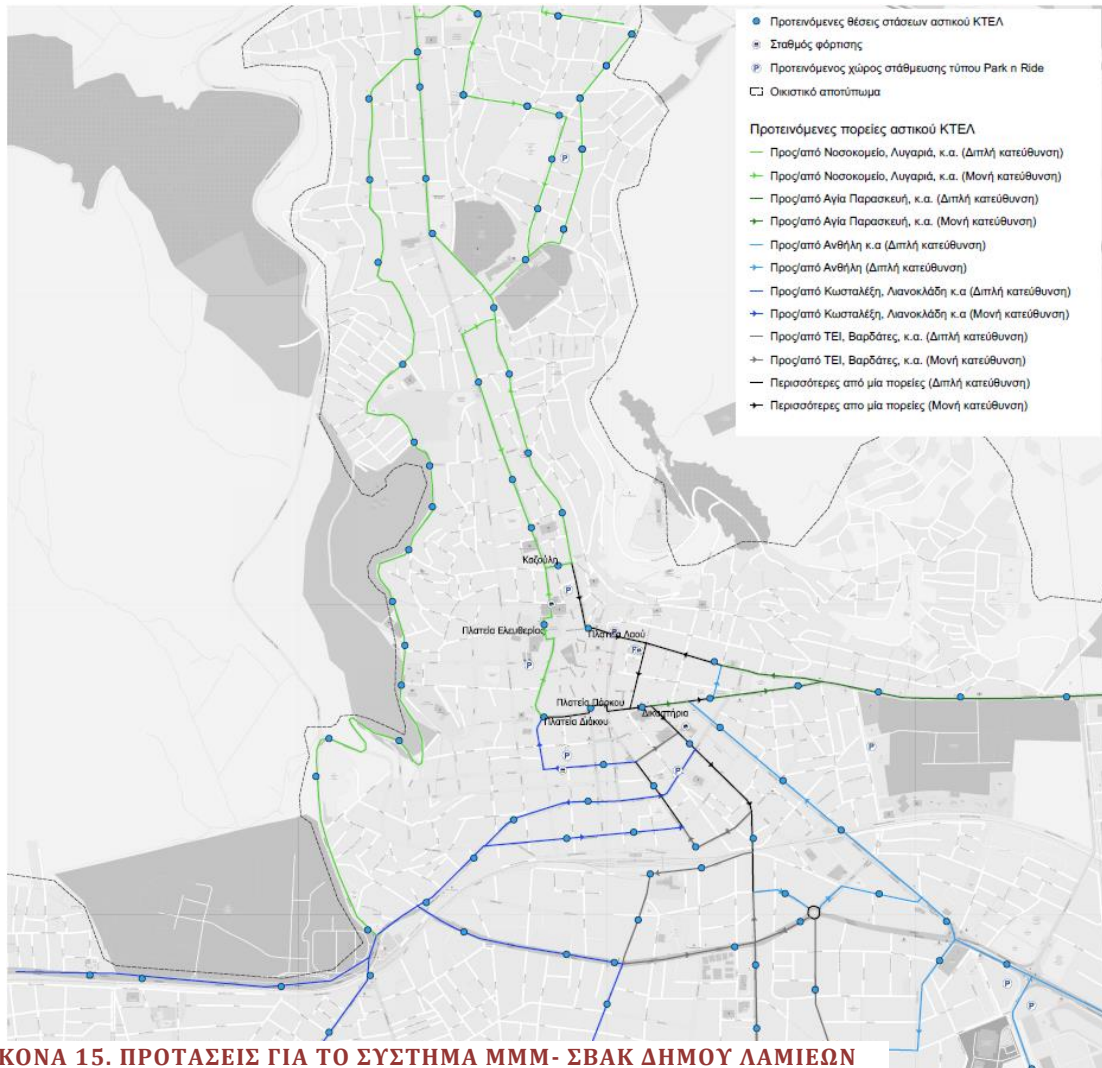 Προτεινόμενες θέσεις στάσεων αστικού ΚΤΕΛ
Σταθμός φόρτισης
P Προτεινόμενος χώρος στάθμευσης τύπου Park n Ride
Οικιστικό αποτύπωμα
Προτεινόμενες πορείες αστικού ΚΤΕΛ
Προς/από Νοσοκομείο, Λυγαριά, κ.α. (Διπλή κατεύθυνση)
Προς/από Νοσοκομείο, Λυγαριά, κ.α. (Μονή κατεύθυνση)
Προς/από Αγία Παρασκευή, κ.α. (Διπλή κατεύθυνση)
Προς/από Αγία Παρασκευή, κ.α. (Μονή κατεύθυνση)
Προς/από Ανθήλη κ.α (Διπλή κατεύθυνση)
Προς/από Ανθήλη (Διπλή κατεύθυνση)
Προς/από Κωσταλέξη, Λιανοκλάδη κ.α (Διπλή κατεύθυνση)
Προς/από Κωσταλέξη, Λιανοκλάδη κ.α (Μονή κατεύθυνση)
Προς/από ΤΕΙ, Βαρδάτες, κ.α. (Διπλή κατεύθυνση)
Προς/από ΤΕΙ, Βαρδάτες, κ.α. (Μονή κατεύθυνση)
Περισσότερες από μία πορείες (Διπλή κατεύθυνση)
Περισσότερες απο μία πορείες (Μονή κατεύθυνση)
P
Καζούλη
P
Πλατεία Ελευθερίας
Πλατεία Λαού
P
Πλατεία Πάρκου
Πλατεία Διάκου
Δικαστήρια
P
P
P
P
P
ΚΟΝΑ 15. ΠΡΟΤΑΣΕΙΣ ΓΙΑ ΤΟ ΣΥΣΤΗΜΑ ΜΜΜ- ΣΒΑΚ ΔΗΜΟΥ ΛΑΜΙΕΩΝ